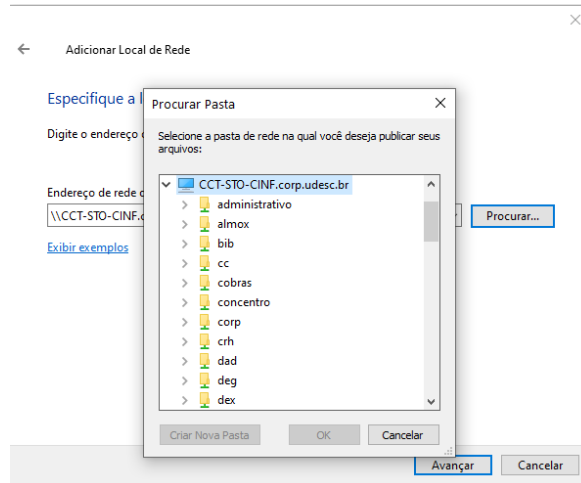 Adicionar Local de Rede
Especifique a
Procurar Pasta
Digite o endereço
Selecione a pasta de rede na qual você deseja publicar seus
arquivos:
CCT-STO-CINF.corp.udesc.br
Endereço de rede
administrativo
\\CCT-STO-CINF.
almox
Procurar...
bib
Exibir exemplos
cc
cobras
concentro
corp
crh
dad
deg
dex
Criar Nova Pasta
OK
Cancelar
Avançar
Cancelar